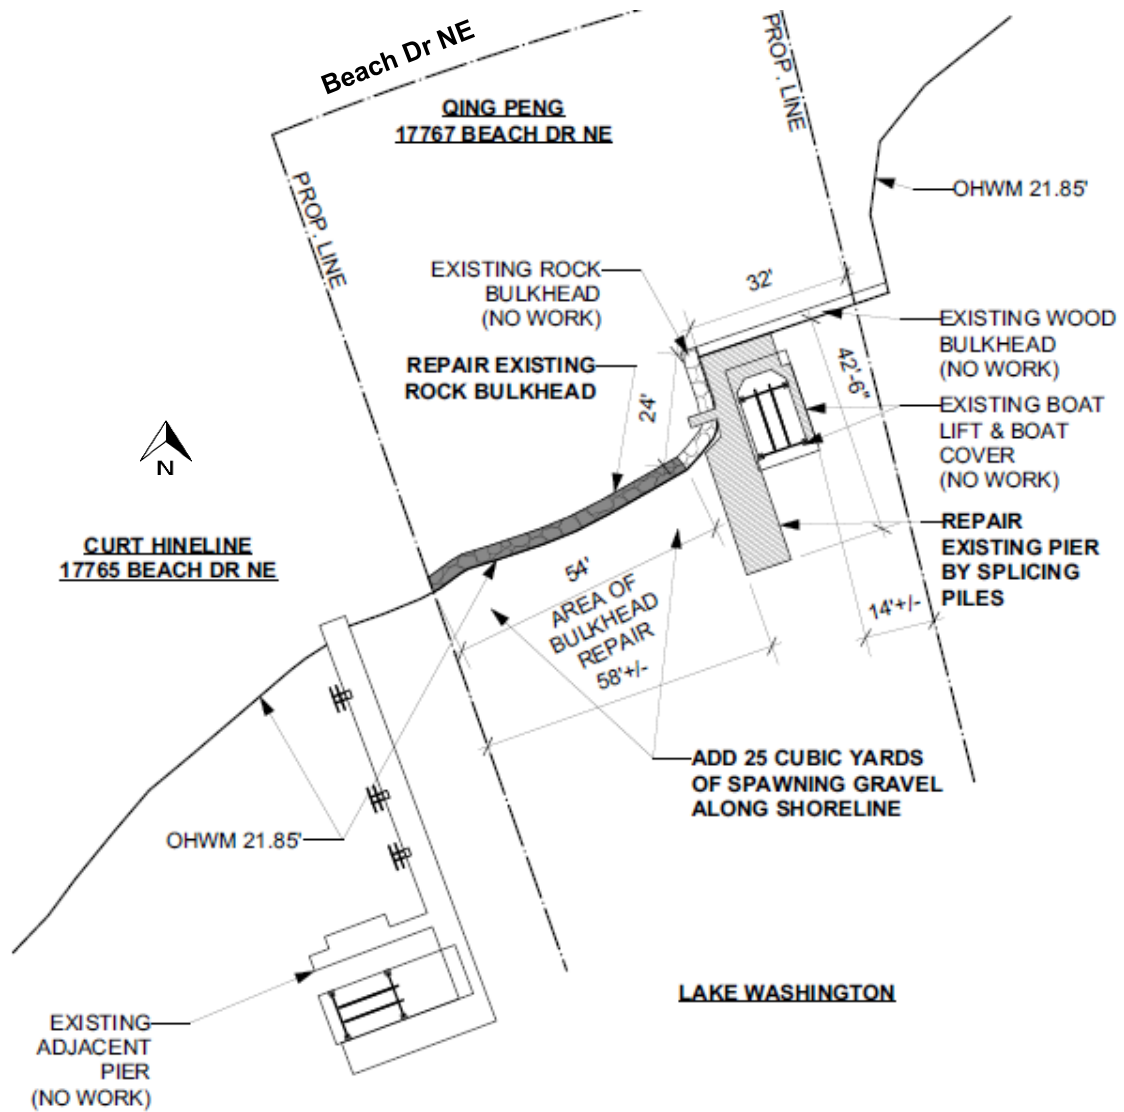 Beach Dr NE
QING PENG
17767 BEACH DR NE
PROP. LINE
PROP. LINE
OHWM 21.85'
EXISTING ROCK
BULKHEAD
(NO WORK)
32'
EXISTING WOOD
BULKHEAD
(NO WORK)
REPAIR EXISTING
ROCK BULKHEAD
24'
42'-6"
EXISTING BOAT
LIFT & BOAT
COVER
(NO WORK)
N
REPAIR
EXISTING PIER
BY SPLICING
PILES
CURT HINELINE
17765 BEACH DR NE
54'
AREA OF
BULKHEAD
REPAIR
58'+/-
14'+/-
ADD 25 CUBIC YARDS
OF SPAWNING GRAVEL
ALONG SHORELINE
OHWM 21.85'
LAKE WASHINGTON
EXISTING
ADJACENT
PIER
(NO WORK)